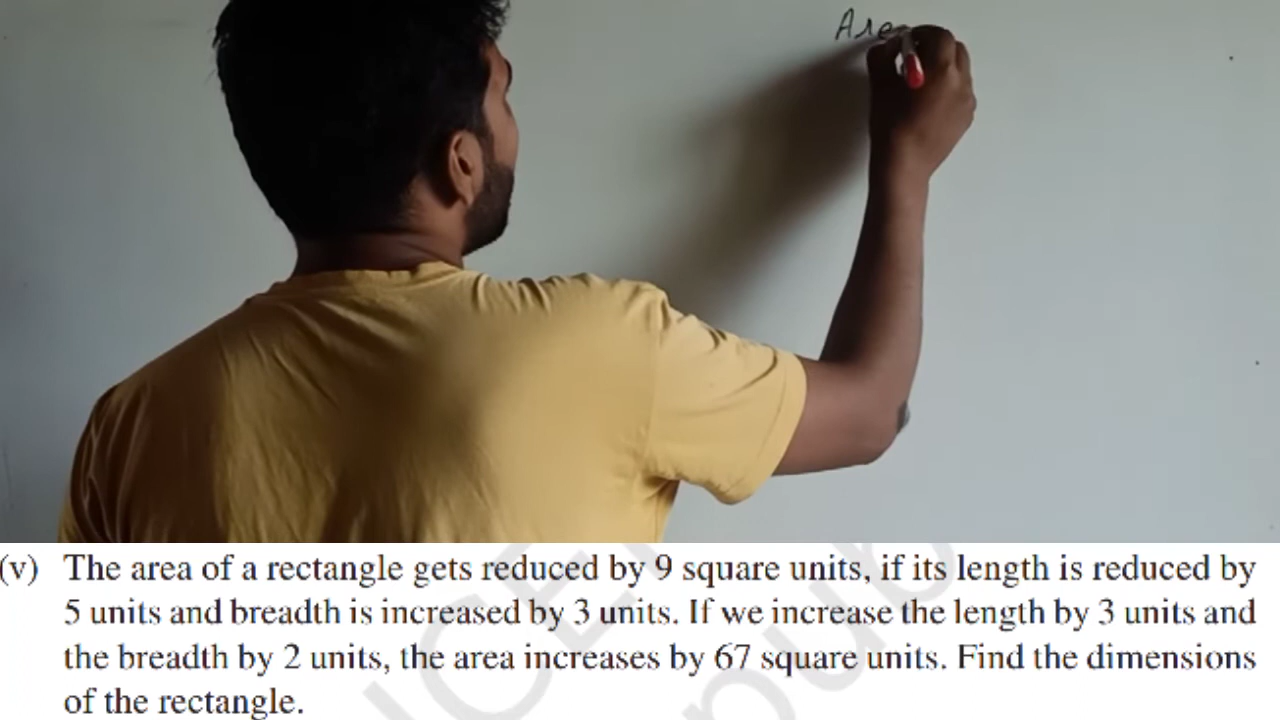 Are
(v) The area of a rectangle gets reduced by 9 square units, if its length is reduced by
5 units and breadth is increased by 3 units. If we increase the length by 3 units and
the breadth by 2 units, the area increases by 67 square units. Find the dimensions
of the rectangle.